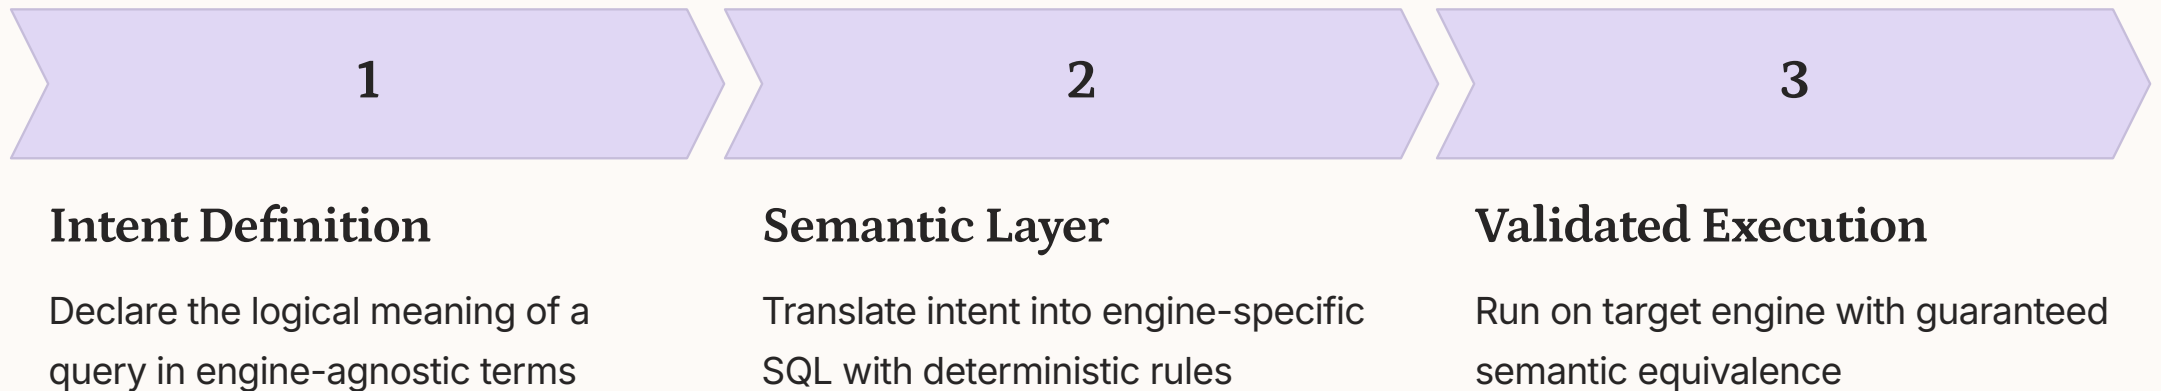 1
Intent Definition
Declare the logical meaning of a
query in engine-agnostic terms
2
Semantic Layer
Translate intent into engine-specific
SQL with deterministic rules
3
Validated Execution
Run on target engine with guaranteed
semantic equivalence